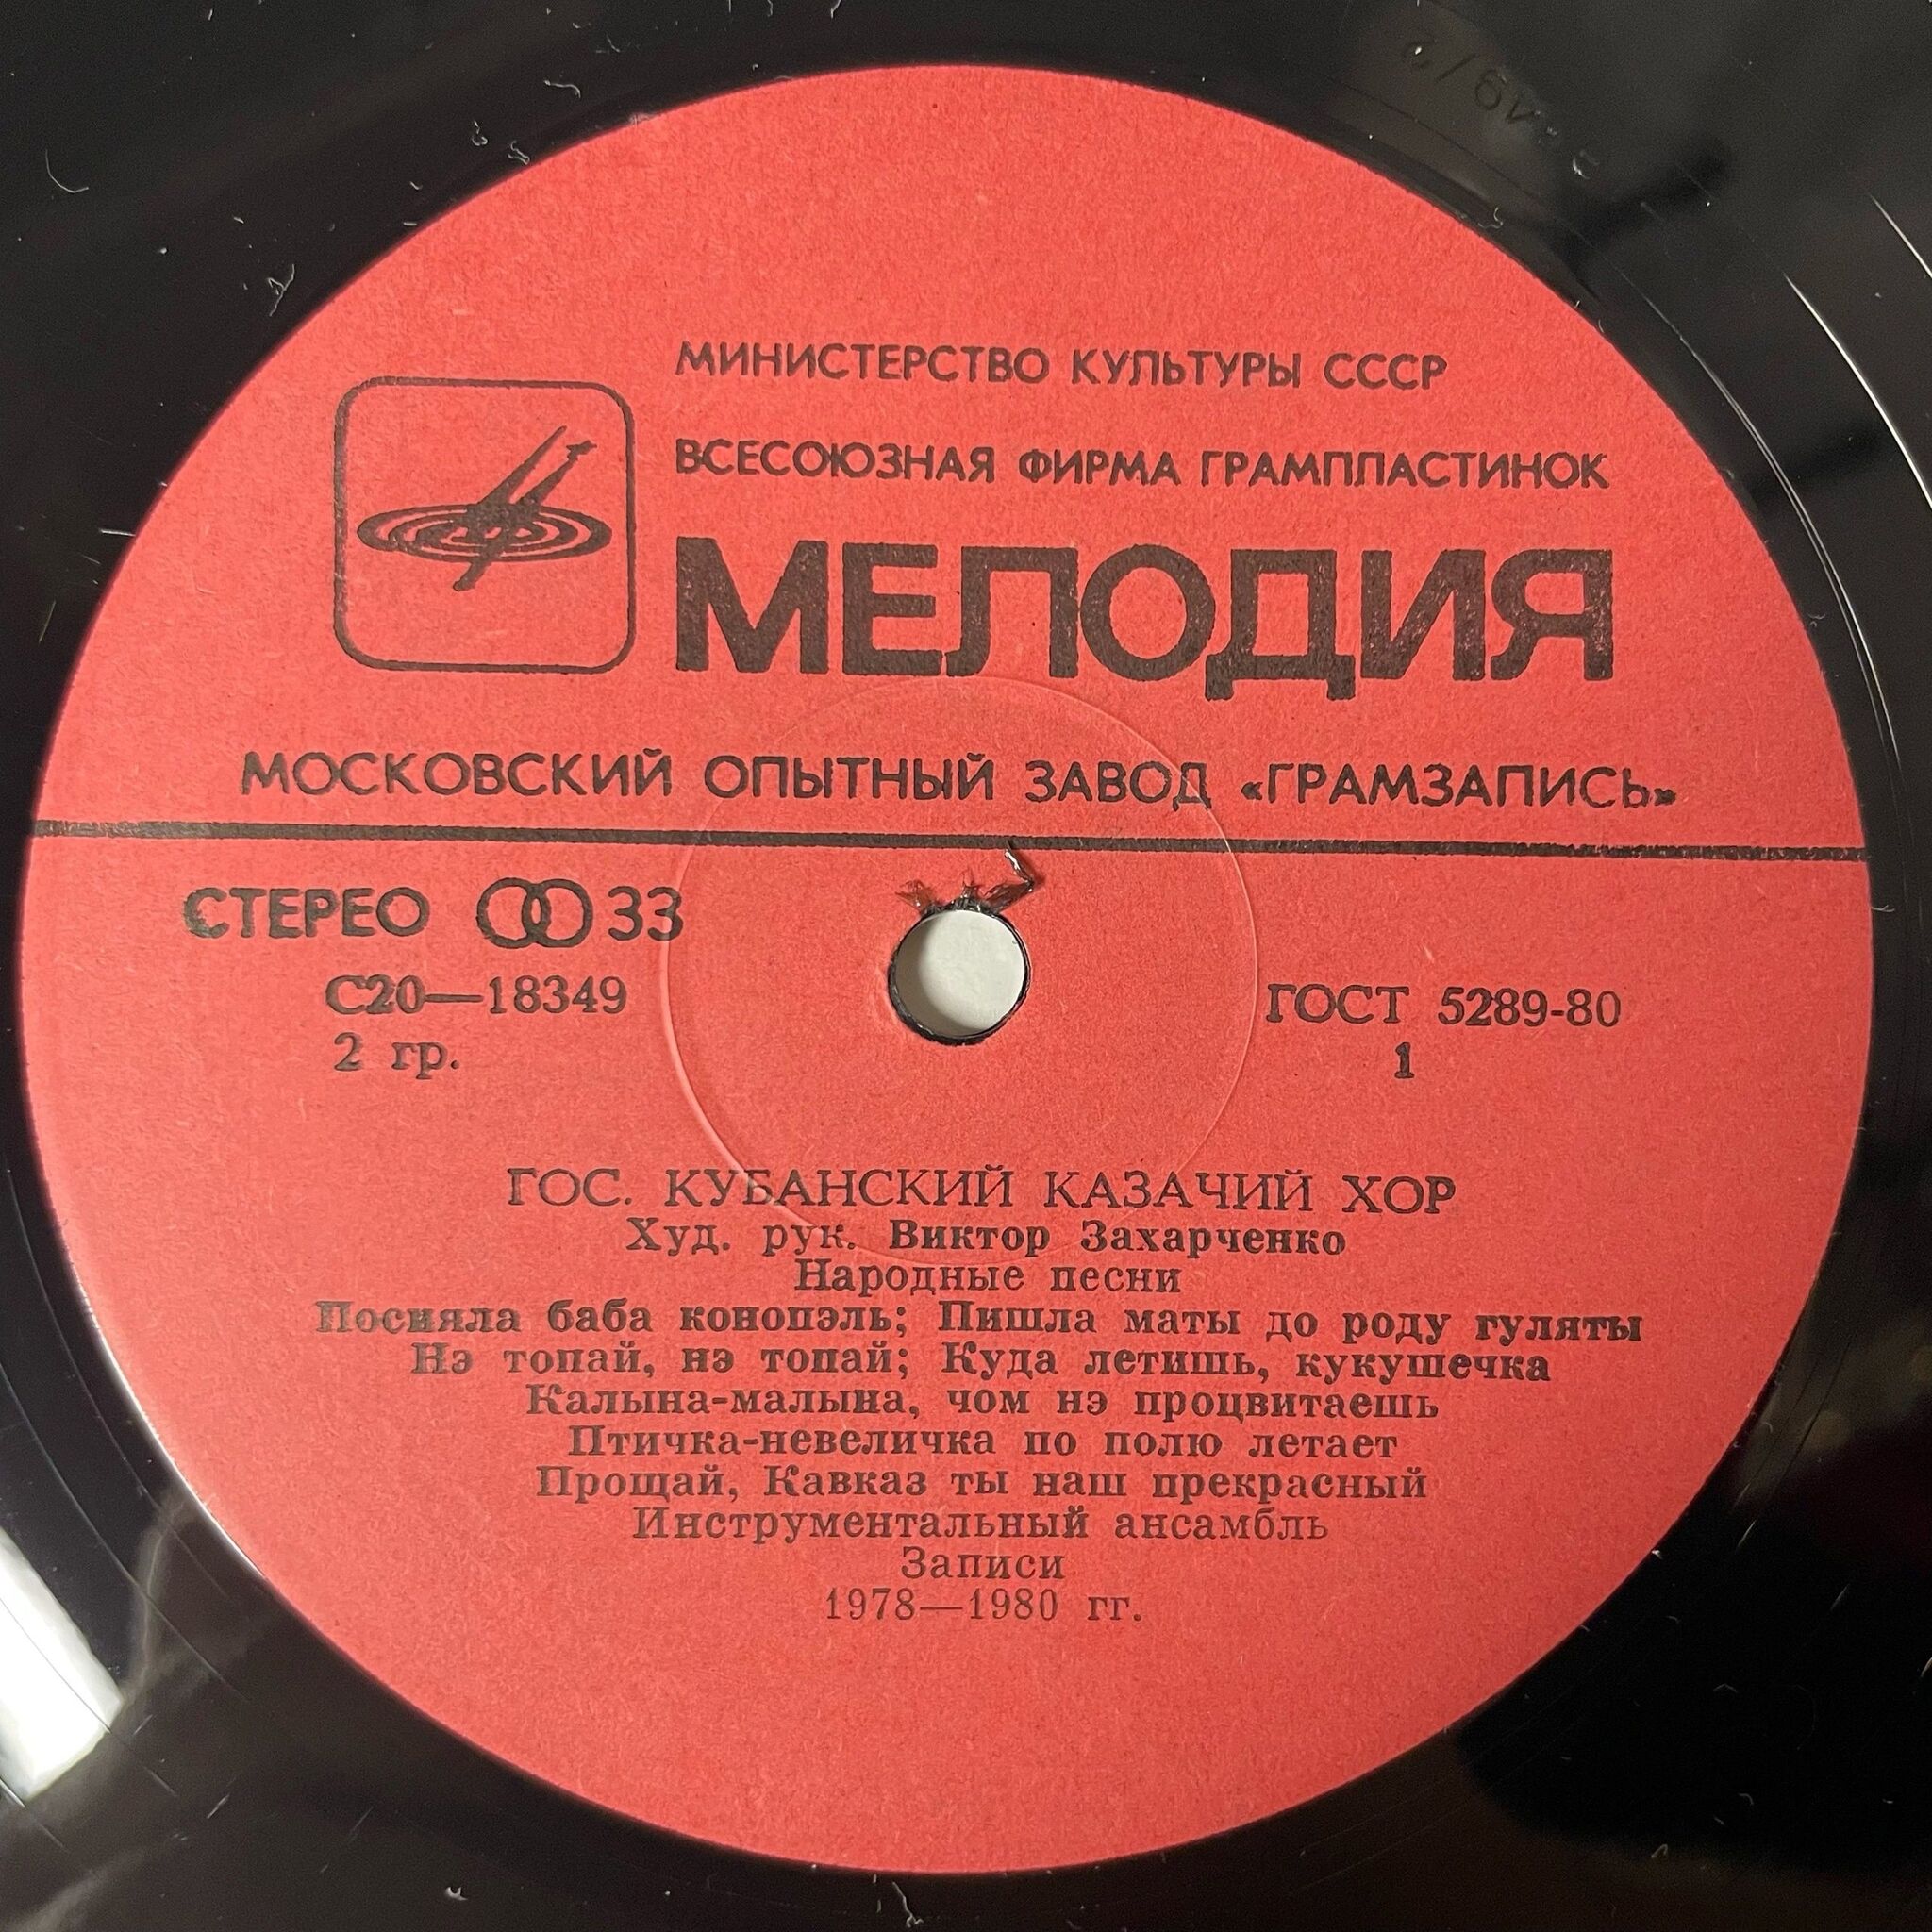 МИНИСТЕРСТВО КУЛЬТУРЫ СССР
ВСЕСОЮЗНАЯ ФИРМА ГРАМПЛАСТИНОК
МЕЛОДИЯ
МОСКОВСКИЙ ОПЫТНЫЙ ЗАВОД «ГРАМЗАПИСЬ»
СТЕРЕО 33
С20—18349
2 гр.
ГОСТ 5289-80
1
ГОС. КУБАНСКИЙ КАЗАЧИЙ ХОР
Худ. рук. Виктор Захарченко
Народные песни
Посияла баба конопэль; Пишла маты до роду гуляты
Нэ топай, нэ топай; Куда летишь, кукушечка
Калына-малына, чом нэ процвитаешь
Птичка-невеличка по полю летает
Прощай, Кавказ ты наш прекрасный
Инструментальный ансамбль
Записи
1978—1980 гг.